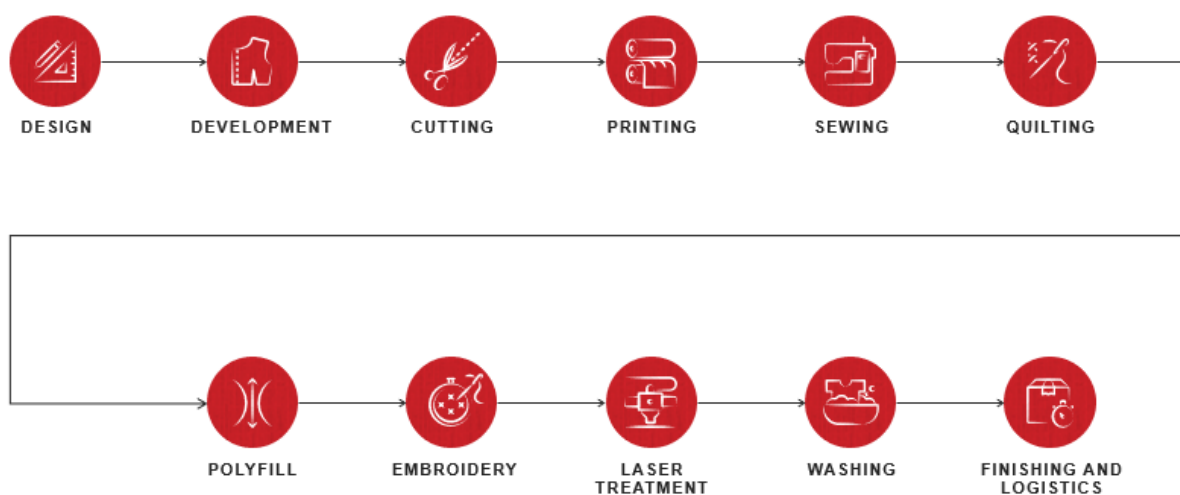 DESIGN
DEVELOPMENT
CUTTING
PRINTING
SEWING
QUILTING
POLYFILL
EMBROIDERY
LASER
TREATMENT
WASHING
FINISHING AND
LOGISTICS